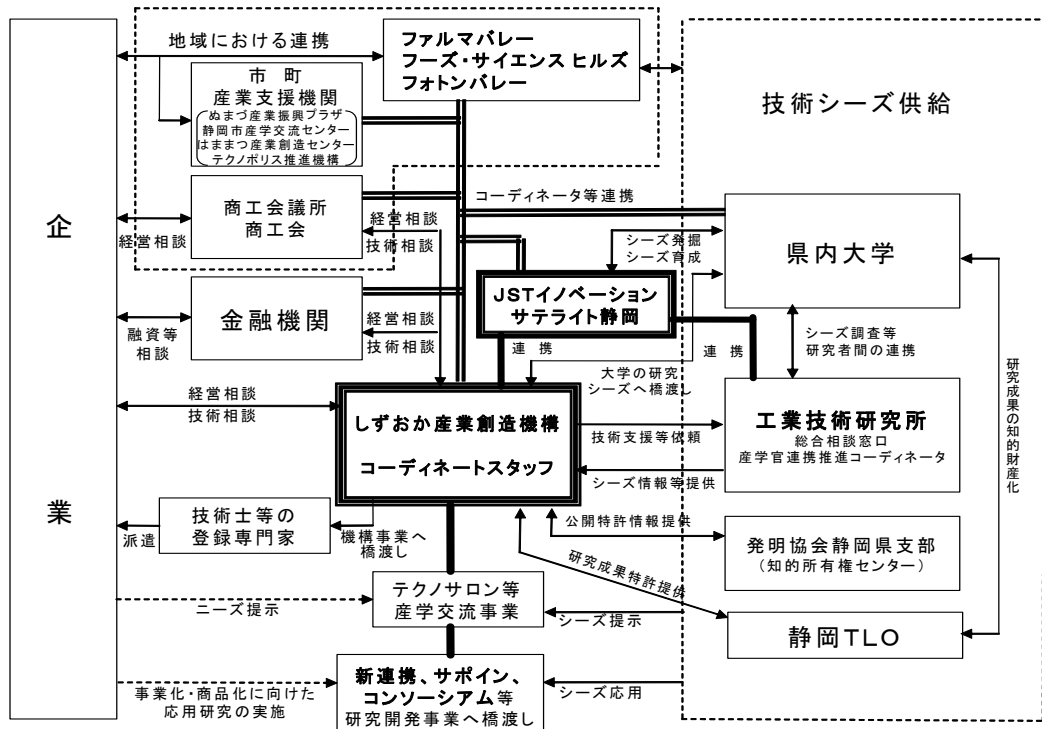 企
業
地域における連携
市 町
産業支援機関
ぬまづ産業振興プラザ
静岡市産学交流センター
はままつ産業創造センター
テクノポリス推進機構
ファルマバレー
フーズ・サイエンス ヒルズ
フォトンバレー
技術シーズ供給
商工会議所
商工会
経営相談
経営相談
技術相談
コーディネータ等連携
シーズ発掘
シーズ育成
県内大学
JSTイノベーション
サテライト静岡
金融機関
融資等
相談
経営相談
技術相談
連 携
連 携
大学の研究
シーズへ橋渡し
シーズ調査等
研究者間の連携
研究成果の知的財産化
経営相談
技術相談
しずおか産業創造機構
コーディネートスタッフ
技術支援等依頼
シーズ情報等提供
工業技術研究所
総合相談窓口
産学官連携推進コーディネータ
技術士等の
登録専門家
派遣
機構事業へ
橋渡し
公開特許情報提供
研究成果特許提供
発明協会静岡県支部
（知的所有権センター）
ニーズ提示
テクノサロン等
産学交流事業
シーズ提示
静岡TLO
事業化・商品化に向けた
応用研究の実施
新連携、サポイン、
コンソーシアム等
研究開発事業へ橋渡し
シーズ応用